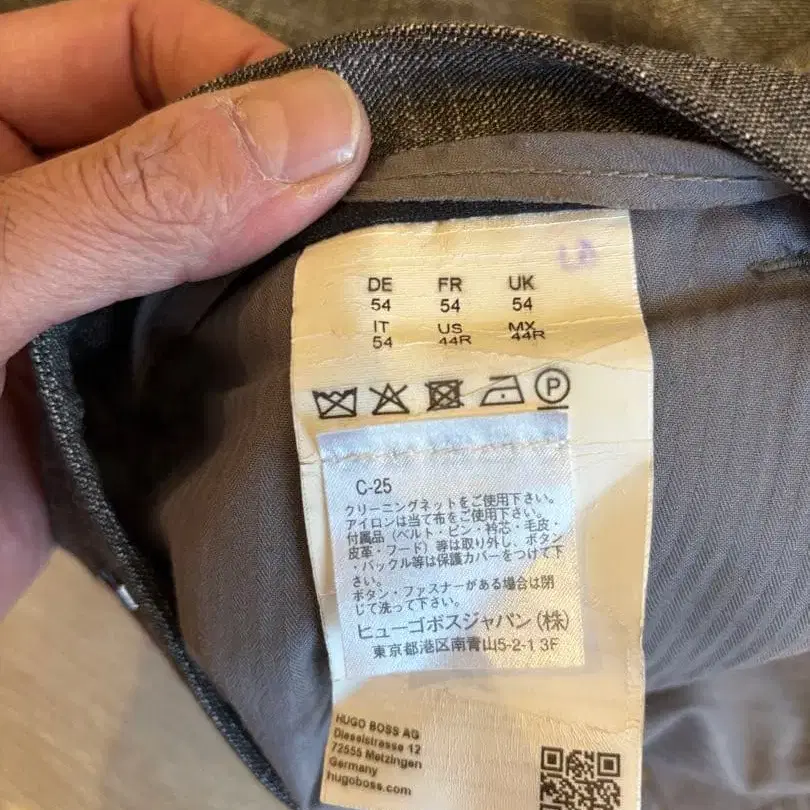 DE FR UK
54 54 54
IT US MX
54 44R 44R
P
C-25
クリーニングネットをご使用下さい。
アイロンは当て布をご使用下さい。
付属品（ベルト・ピン・衿芯・毛皮・
皮革・フード）等は取り外し、ボタン
・バックル等は保護カバーをつけて下
さい。
ボタン・ファスナーがある場合は閉
じて洗って下さい。
ヒューゴボスジャパン(株)
東京都港区南青山5-2-1 3F
HUGO BOSS AG
Dieselstrasse 12
72555 Metzingen
Germany
hugoboss.com